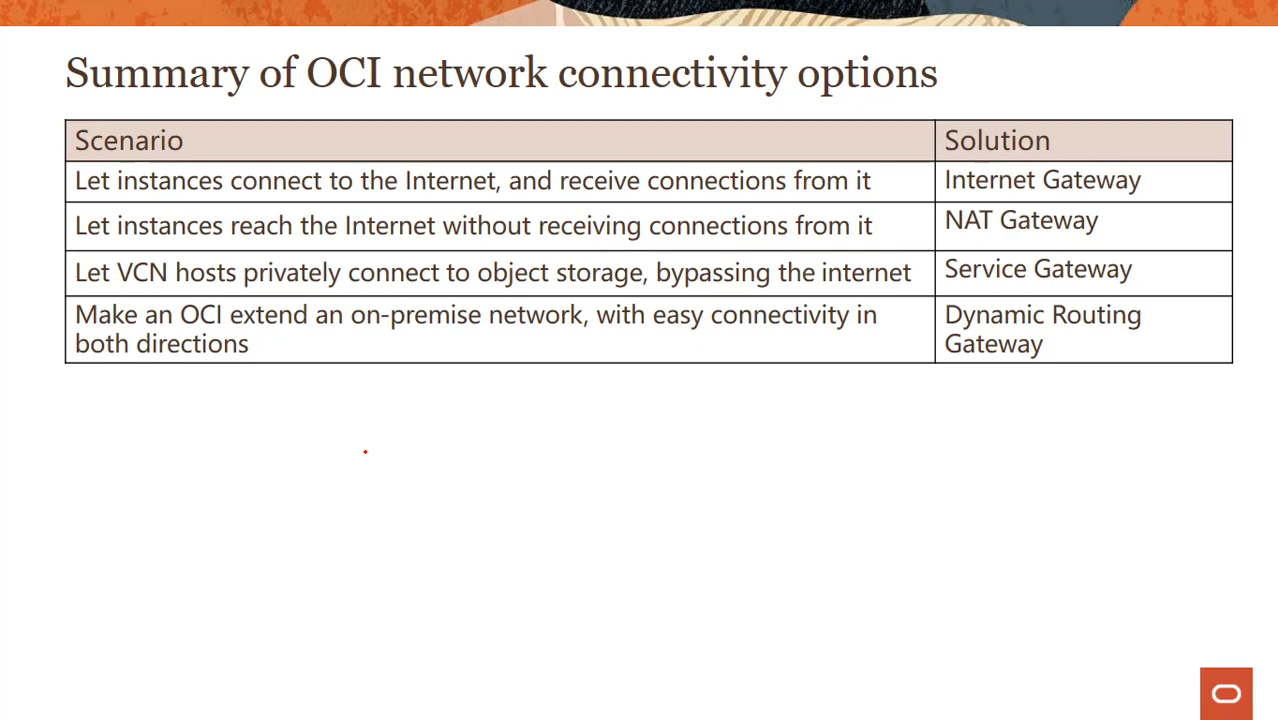 Summary of OCI network connectivity options
Scenario
Solution
Let instances connect to the Internet, and receive connections from it
Internet Gateway
Let instances reach the Internet without receiving connections from it
NAT Gateway
Let VCN hosts privately connect to object storage, bypassing the internet
Service Gateway
Make an OCI extend an on-premise network, with easy connectivity in
both directions
Dynamic Routing
Gateway